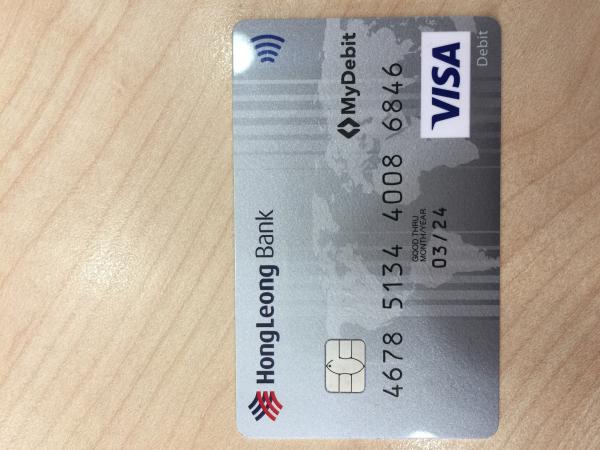 HongLeong Bank
MyDebit
4678 5134 4008 6846
GOOD THRU
MONTH/YEAR
03/24
VISA
Debit